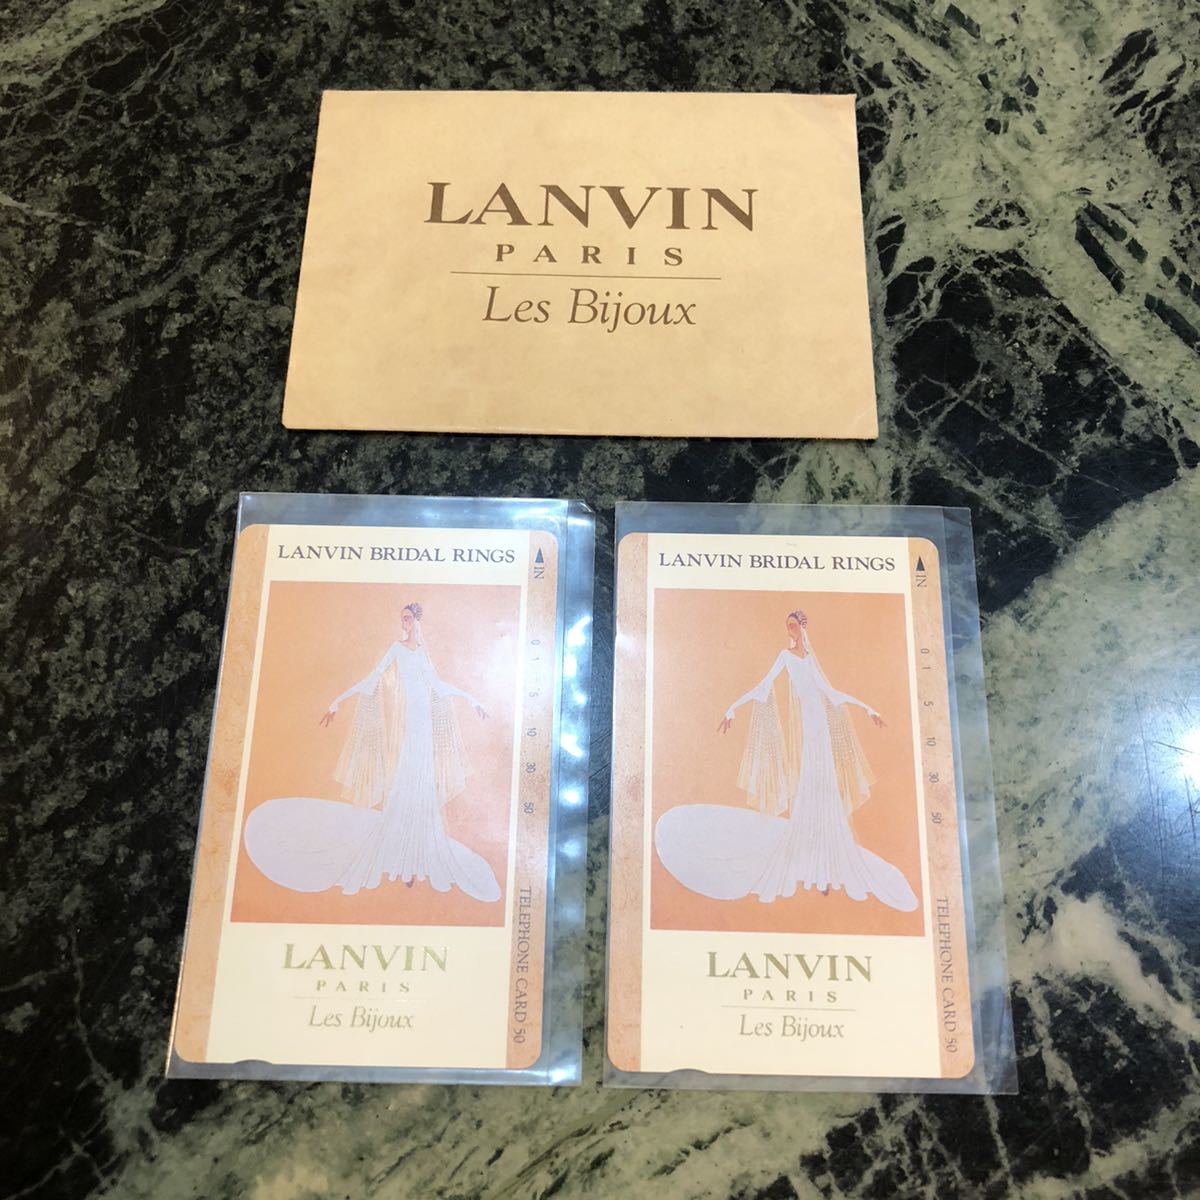 LANVIN
PARIS
Les Bijoux
LANVIN BRIDAL RINGS
IN
0 1 5 10 30 50
TELEPHONE CARD 50
LANVIN
PARIS
Les Bijoux
LANVIN BRIDAL RINGS
IN
0 1 5 10 30 50
TELEPHONE CARD 50
LANVIN
PARIS
Les Bijoux